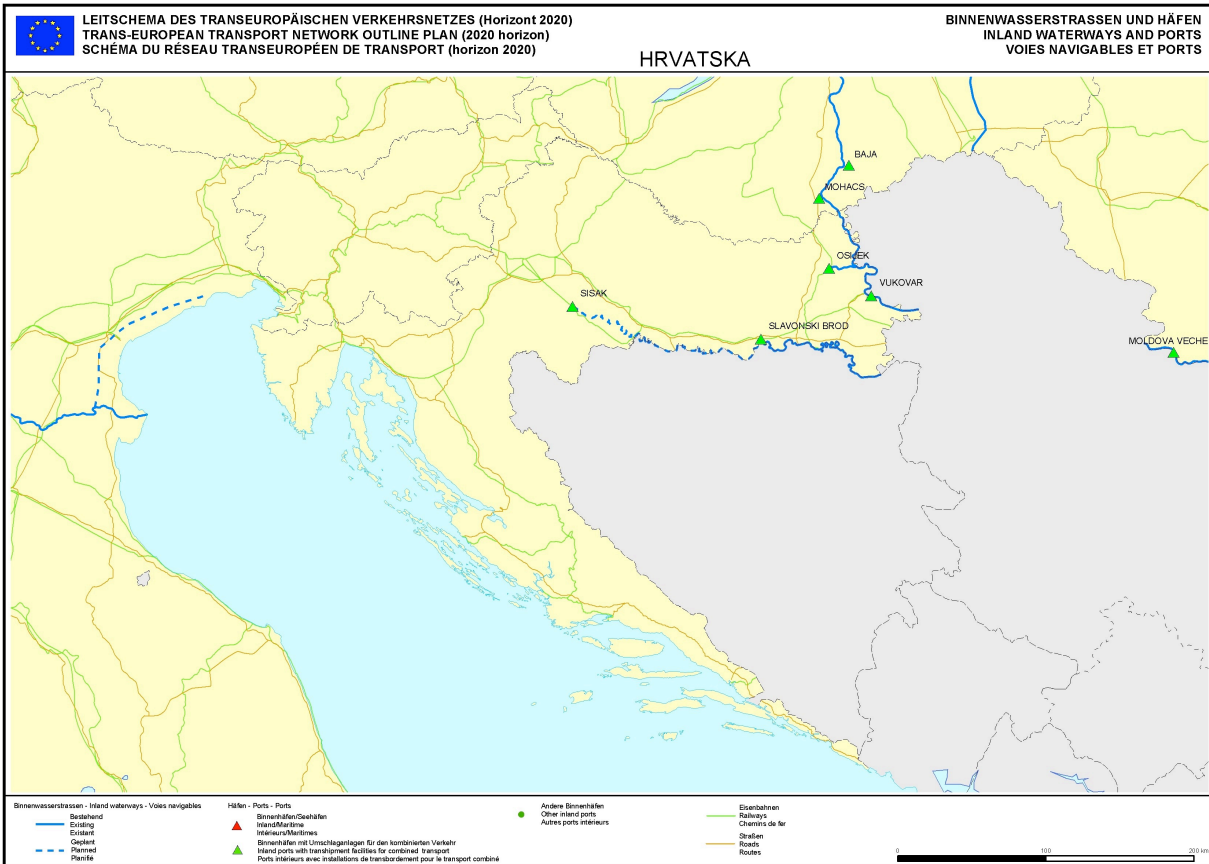 LEITSCHEMA DES TRANSEUROPÄISCHEN VERKEHRSNETZES (Horizont 2020)
TRANS-EUROPEAN TRANSPORT NETWORK OUTLINE PLAN (2020 horizon)
SCHÉMA DU RÉSEAU TRANSEUROPÉEN DE TRANSPORT (horizon 2020)
HRVATSKA
BINNENWASSERSTRASSEN UND HÄFEN
INLAND WATERWAYS AND PORTS
VOIES NAVIGABLES ET PORTS
BAJA
MOHACS
OSIJEK
VUKOVAR
SISAK
SLAVONSKI BROD
MOLDOVA VECHE
Binnenwasserstrassen - Inland waterways - Voies navigables
Bestehend
Existing
Existant
Geplant
Planned
Planifié
Häfen - Ports - Ports
Binnenhäfen/Seehäfen
Inland/Maritime
Intérieurs/Maritimes
Binnenhäfen mit Umschlaganlagen für den kombinierten Verkehr
Inland ports with transhipment facilities for combined transport
Ports intérieurs avec installations de transbordement pour le transport combiné
Andere Binnenhäfen
Other inland ports
Autres ports intérieurs
Eisenbahnen
Railways
Chemins de fer
Straßen
Roads
Routes
0 100 200 km